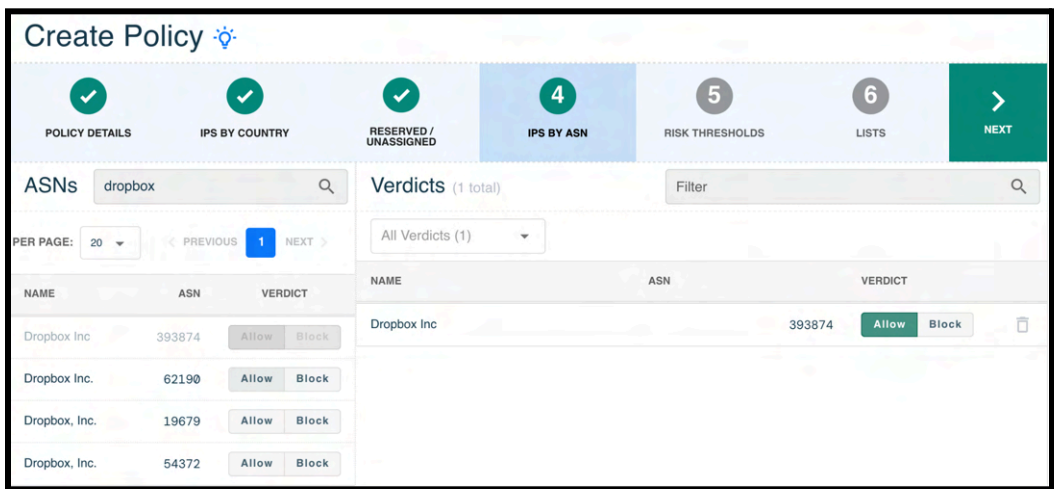 Create Policy
4
5
6
POLICY DETAILS
IPS BY COUNTRY
RESERVED /
UNASSIGNED
IPS BY ASN
RISK THRESHOLDS
LISTS
NEXT
ASNs
dropbox
PER PAGE: 20
PREVIOUS
1
NEXT
NAME ASN VERDICT
Dropbox Inc 393874 Allow Block
Dropbox Inc. 62190 Allow Block
Dropbox, Inc. 19679 Allow Block
Dropbox, Inc. 54372 Allow Block
Verdicts (1 total)
Filter
All Verdicts (1)
NAME ASN VERDICT
Dropbox Inc 393874 Allow Block